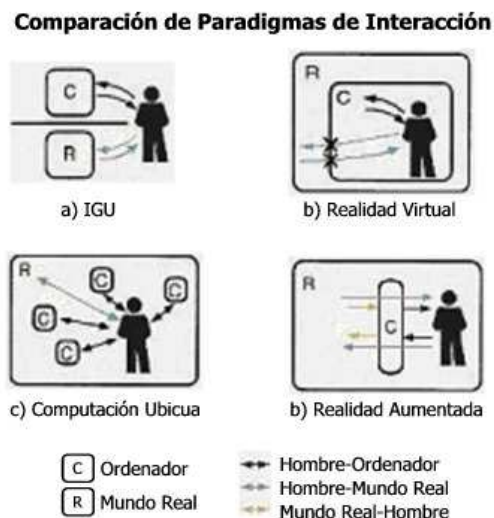 Comparación de Paradigmas de Interacción
C
R
a) IGU
R
C
b) Realidad Virtual
R
C
C
C
C
c) Computación Ubicua
R
C
b) Realidad Aumentada
C Ordenador
R Mundo Real
Hombre-Ordenador
Hombre-Mundo Real
Mundo Real-Hombre